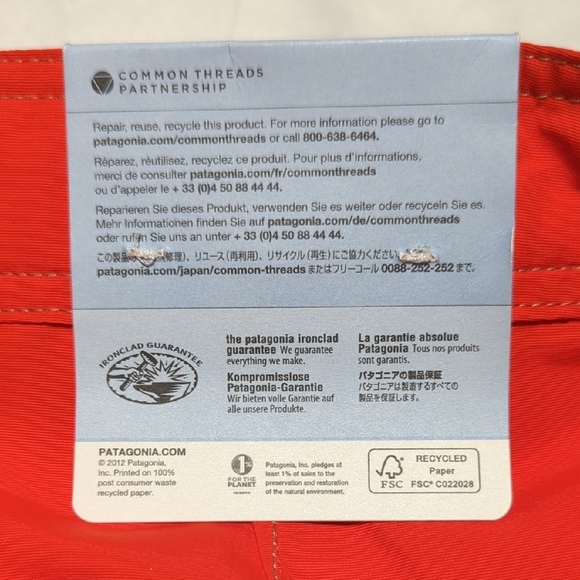 COMMON THREADS
PARTNERSHIP
Repair, reuse, recycle this product. For more information please go to
patagonia.com/commonthreads or call 800-638-6464.
Réparez, réutilisez, recyclez ce produit. Pour plus d'informations,
merci de consulter patagonia.com/fr/commonthreads
ou d'appeler le + 33 (0)4 50 88 44 44.
Reparieren Sie dieses Produkt, verwenden Sie es weiter oder recyceln Sie es.
Mehr Informationen finden Sie auf patagonia.com/de/commonthreads
oder rufen Sie uns an unter + 33 (0)4 50 88 44 44.
この製品 (修理)、リユース(再利用)、リサイクル(再生)にご協力ください
patagonia.com/japan/common-threads またはフリーコール 0088-252-252 まで。
IRONCLAD GUARANTEE
the patagonia ironclad
guarantee We guarantee
everything we make.
Kompromisslose
Patagonia-Garantie
Wir bieten volle Garantie auf
alle unsere Produkte.
La garantie absolue
Patagonia Tous nos produits
sont garantis.
パタゴニアの製品保証
パタゴニアは製造するすべての
製品を保証します。
PATAGONIA.COM
© 2012 Patagonia,
Inc. Printed on 100%
post consumer waste
recycled paper.
1%
FOR THE
PLANET
Patagonia, Inc. pledges at
least 1% of sales to the
preservation and restoration
of the natural environment.
FSC
RECYCLED
Paper
FSC® C022028